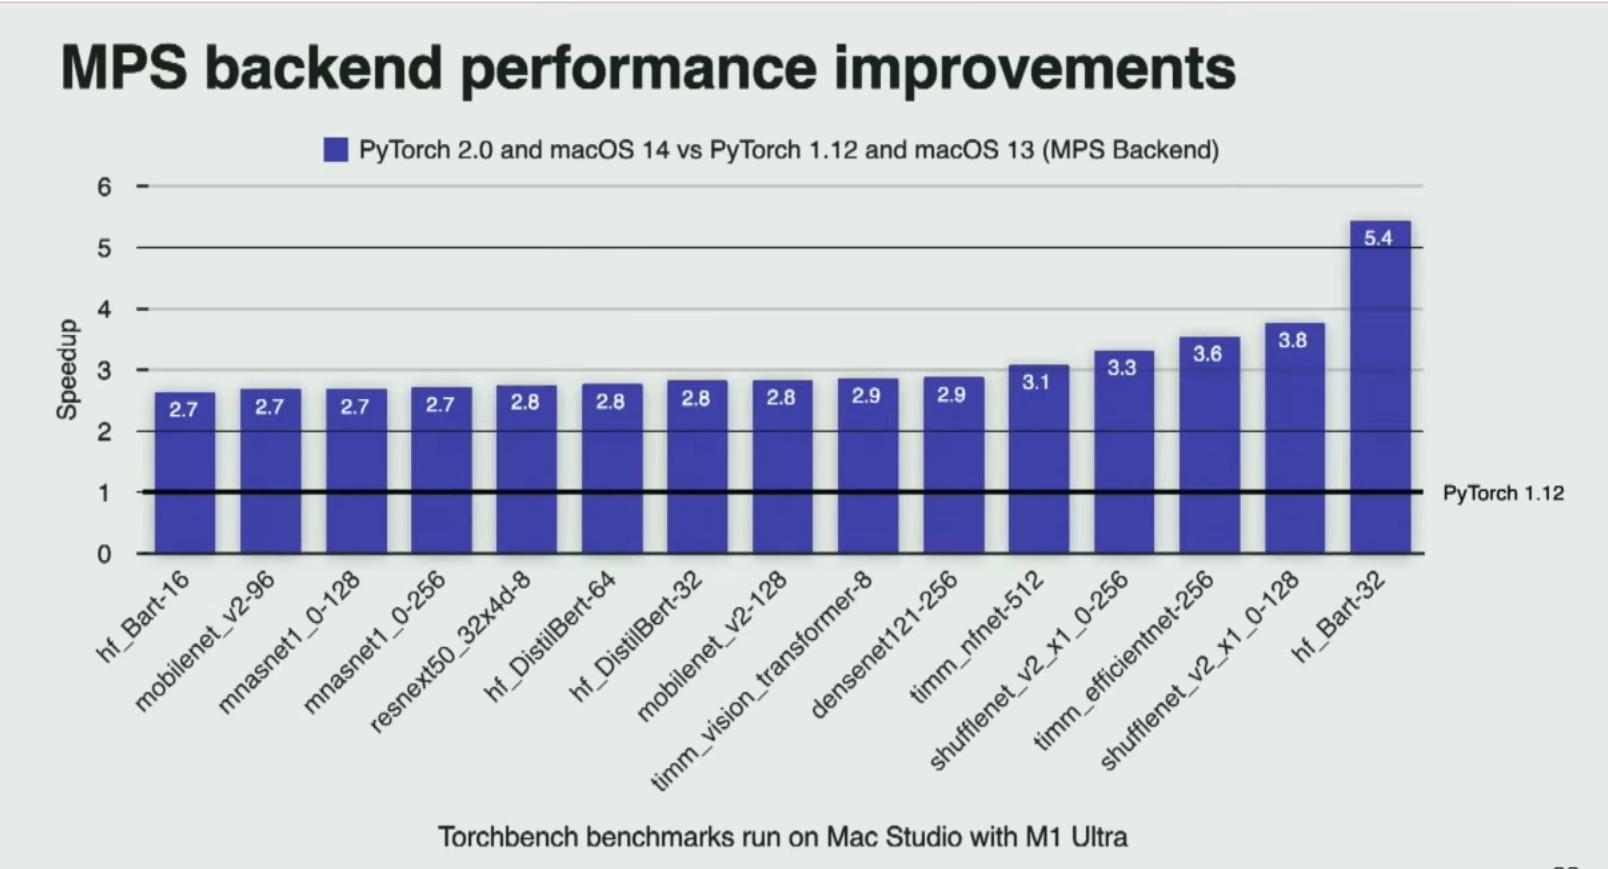 MPS backend performance improvements
PyTorch 2.0 and macOS 14 vs PyTorch 1.12 and macOS 13 (MPS Backend)
6
5
4
3
2
1
0
Speedup
2.7
2.7
2.7
2.7
2.8
2.8
2.8
2.8
2.9
2.9
3.1
3.3
3.6
3.8
5.4
PyTorch 1.12
hf_Bart-16
mobilenet_v2-96
mnasnet1_0-128
mnasnet1_0-256
resnext50_32x4d-8
hf_DistilBert-64
hf_DistilBert-32
mobilenet_v2-128
timm_vision_transformer-8
densenet121-256
timm_nfnet-512
shufflenet_v2_x1_0-256
timm_efficientnet-256
shufflenet_v2_x1_0-128
hf_Bart-32
Torchbench benchmarks run on Mac Studio with M1 Ultra